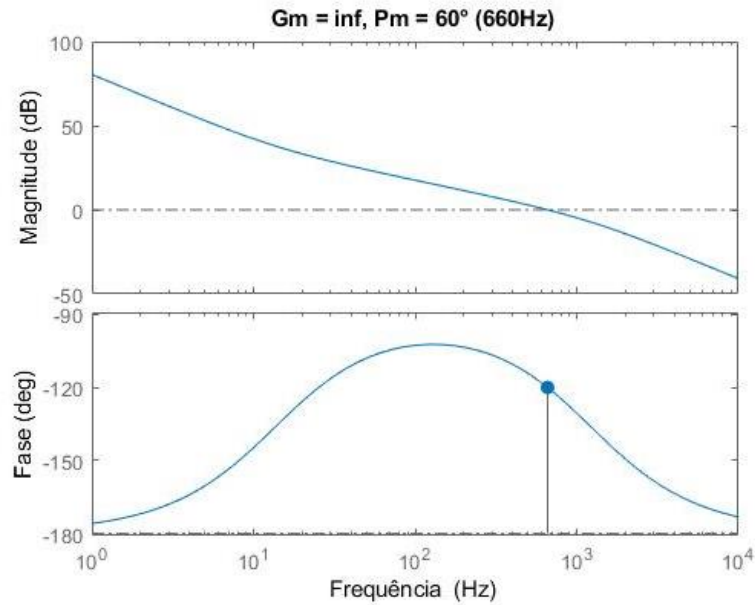 Gm = inf, Pm = 60° (660Hz)
Magnitude (dB)
100
50
0
-50
Fase (deg)
-90
-120
-150
-180
10^0 10^1 10^2 10^3 10^4
Frequência (Hz)